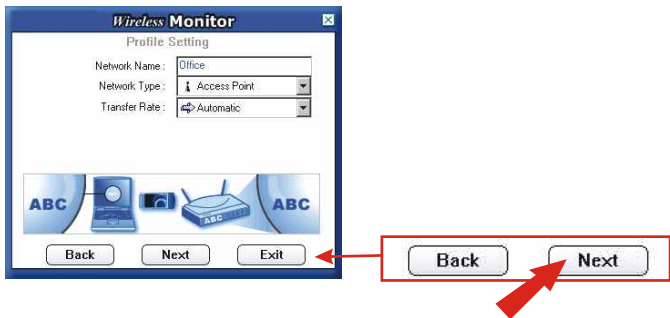 Wireless Monitor
Profile Setting
Network Name : Office
Network Type : Access Point
Transfer Rate : Automatic
ABC ABC ABC
Back Next Exit
Back Next